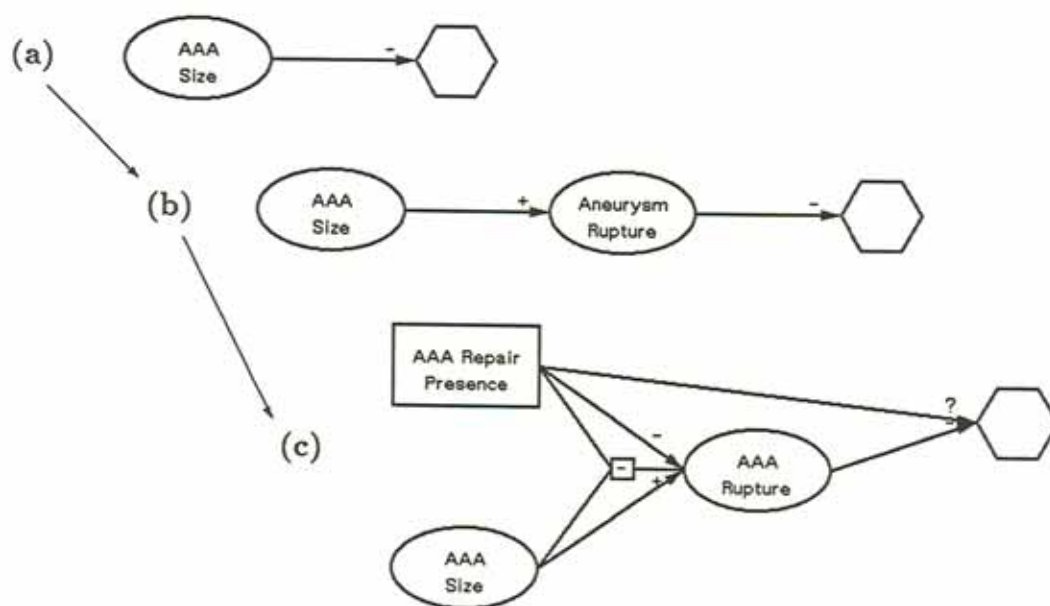 (a)
AAA
Size
-
(b)
AAA
Size
+
Aneurysm
Rupture
-
(c)
AAA Repair
Presence
?
-
-
-
+
AAA
Rupture
AAA
Size